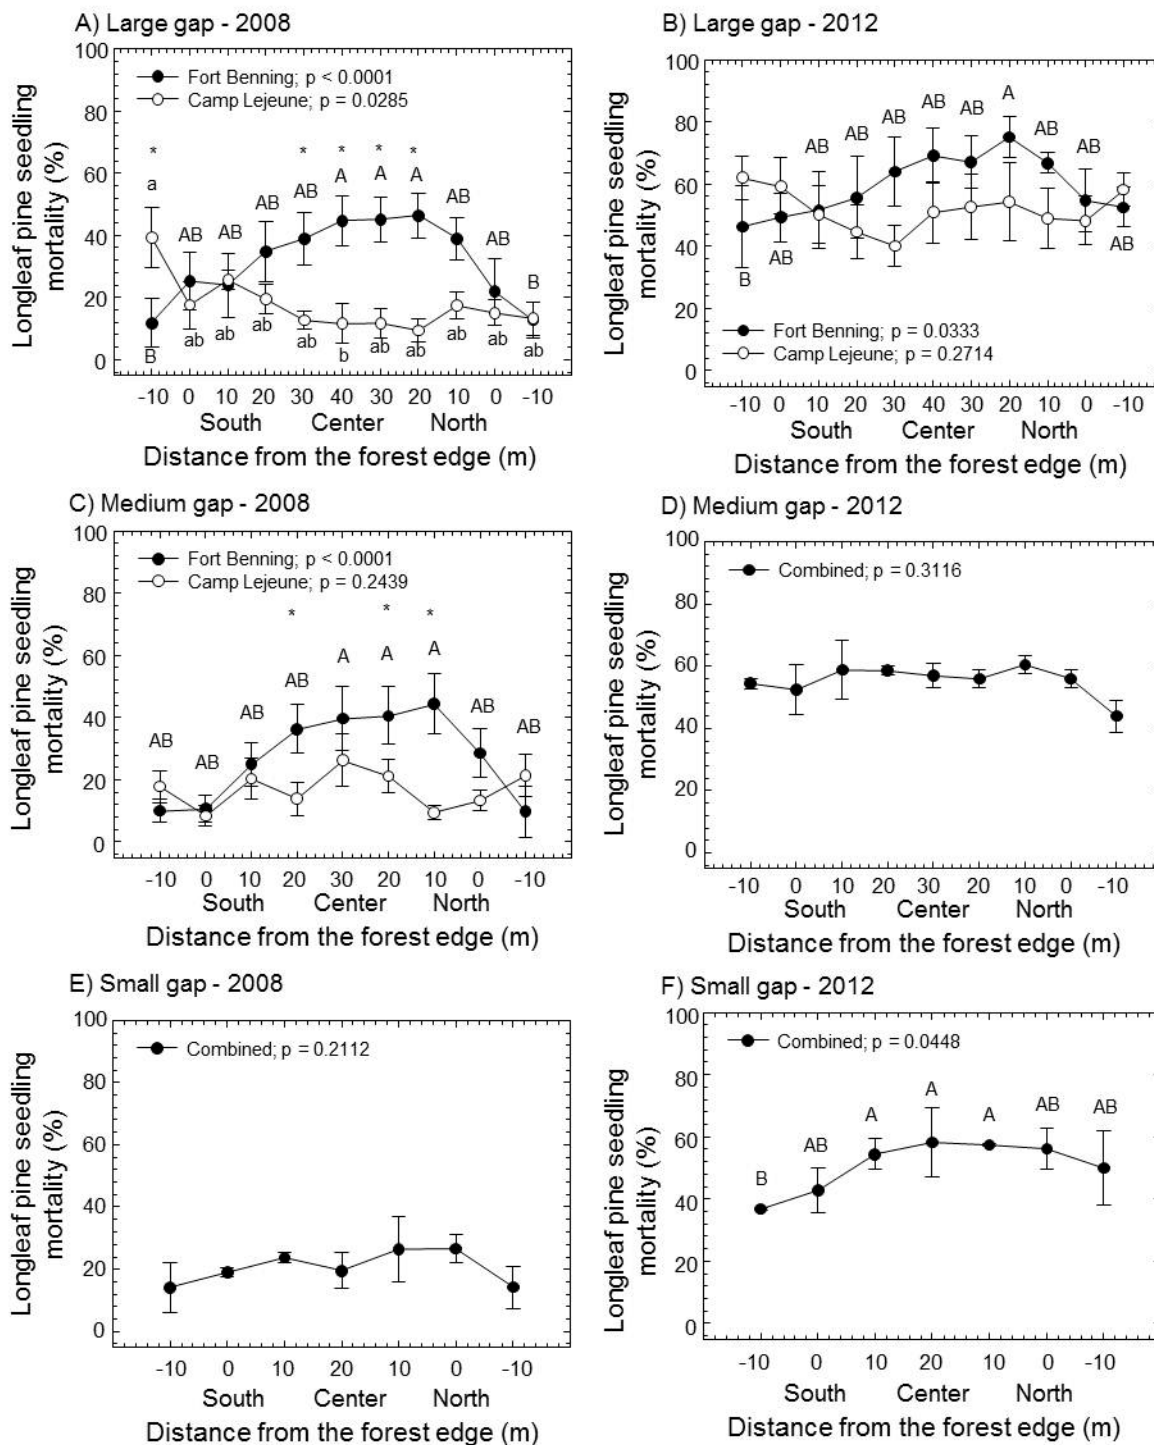 A) Large gap - 2008
100
80
60
40
20
0
Longleaf pine seedling
mortality (%)
Fort Benning; p < 0.0001
Camp Lejeune; p = 0.0285
* * * * *
a AB AB AB AB A A A AB AB B
B ab ab ab ab b ab ab ab ab ab
-10 0 10 20 30 40 30 20 10 0 -10
South Center North
Distance from the forest edge (m)
B) Large gap - 2012
100
80
60
40
20
0
Longleaf pine seedling
mortality (%)
AB AB AB AB AB A AB AB
B AB AB
Fort Benning; p = 0.0333
Camp Lejeune; p = 0.2714
-10 0 10 20 30 40 30 20 10 0 -10
South Center North
Distance from the forest edge (m)
C) Medium gap - 2008
100
80
60
40
20
0
Longleaf pine seedling
mortality (%)
Fort Benning; p < 0.0001
Camp Lejeune; p = 0.2439
* * *
AB AB AB AB A A A AB AB
-10 0 10 20 30 20 10 0 -10
South Center North
Distance from the forest edge (m)
D) Medium gap - 2012
100
80
60
40
20
0
Longleaf pine seedling
mortality (%)
Combined; p = 0.3116
-10 0 10 20 30 20 10 0 -10
South Center North
Distance from the forest edge (m)
E) Small gap - 2008
100
80
60
40
20
0
Longleaf pine seedling
mortality (%)
Combined; p = 0.2112
-10 0 10 20 10 0 -10
South Center North
Distance from the forest edge (m)
F) Small gap - 2012
100
80
60
40
20
0
Longleaf pine seedling
mortality (%)
Combined; p = 0.0448
B AB A A A AB AB
-10 0 10 20 10 0 -10
South Center North
Distance from the forest edge (m)